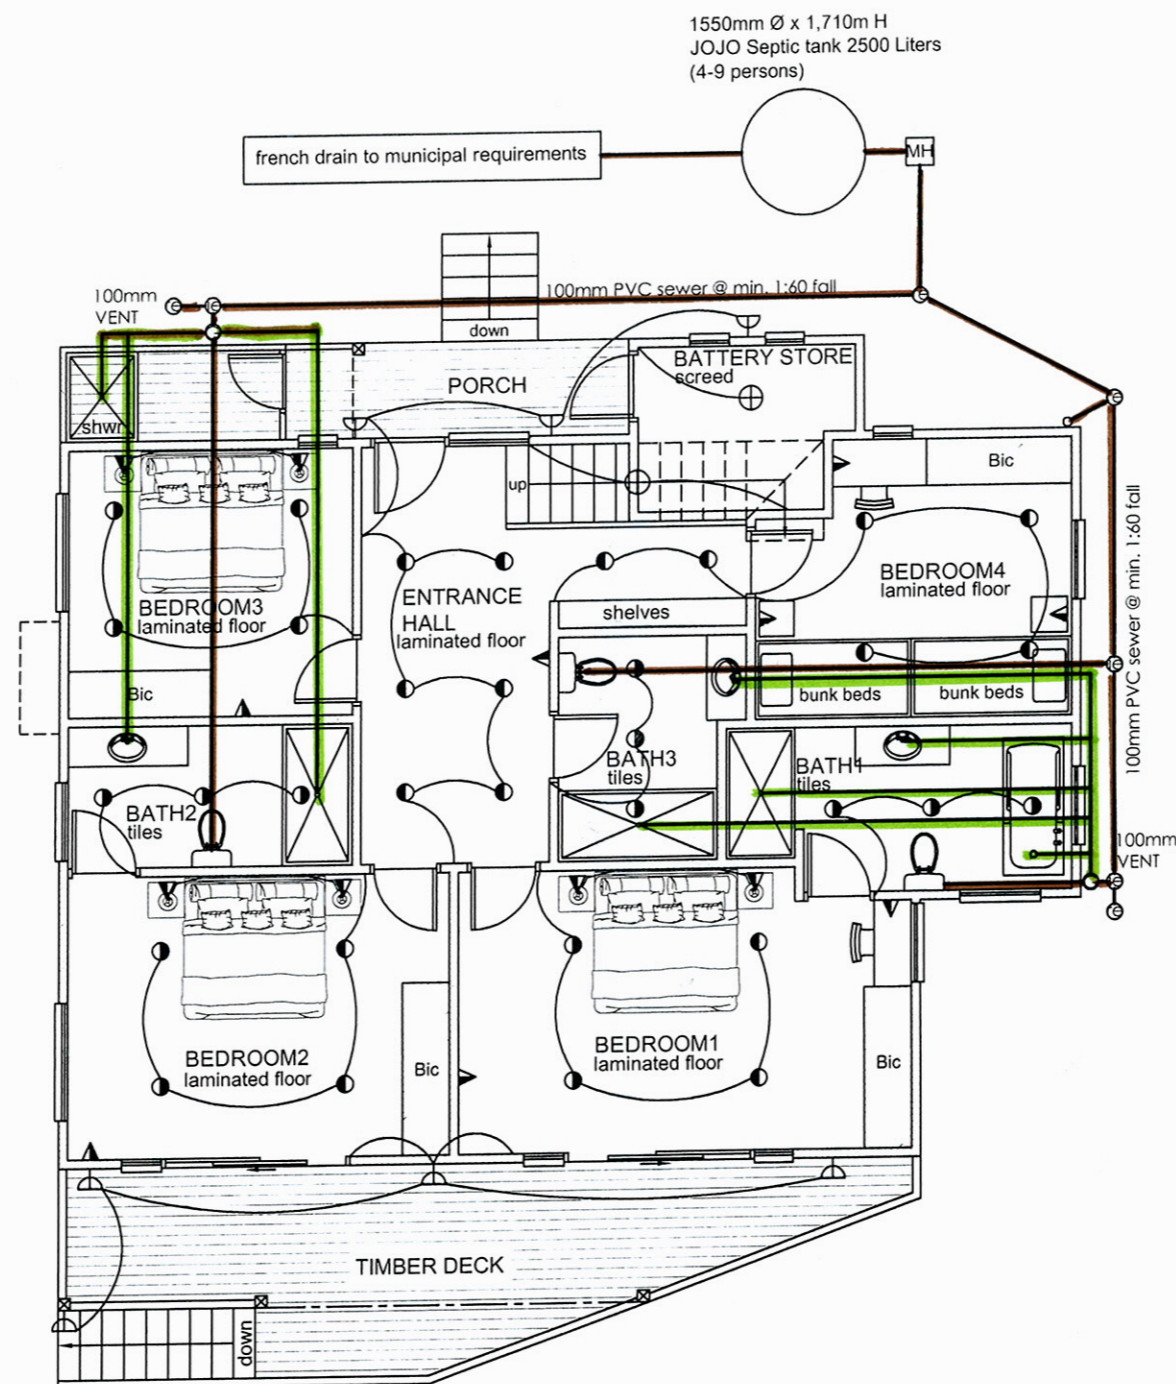 1550mm Ø x 1,710m H
JOJO Septic tank 2500 Liters
(4-9 persons)
french drain to municipal requirements
MH
100mm
VENT
100mm PVC sewer @ min. 1:60 fall
down
BATTERY STORE
screed
PORCH
shwr
up
Bic
BEDROOM3
laminated floor
ENTRANCE
HALL
laminated floor
BEDROOM4
laminated floor
shelves
100mm PVC sewer @ min. 1:60 fall
Bic
bunk beds
bunk beds
BATH3
tiles
BATH1
tiles
BATH2
tiles
100mm
VENT
BEDROOM2
laminated floor
Bic
BEDROOM1
laminated floor
Bic
TIMBER DECK
down